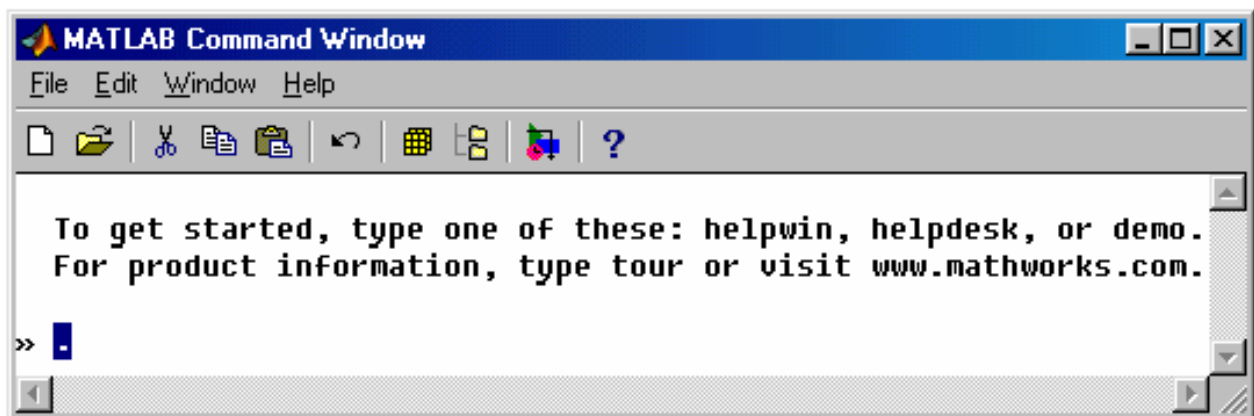 MATLAB Command Window
File Edit Window Help
?
To get started, type one of these: helpwin, helpdesk, or demo.
For product information, type tour or visit www.mathworks.com.
» .